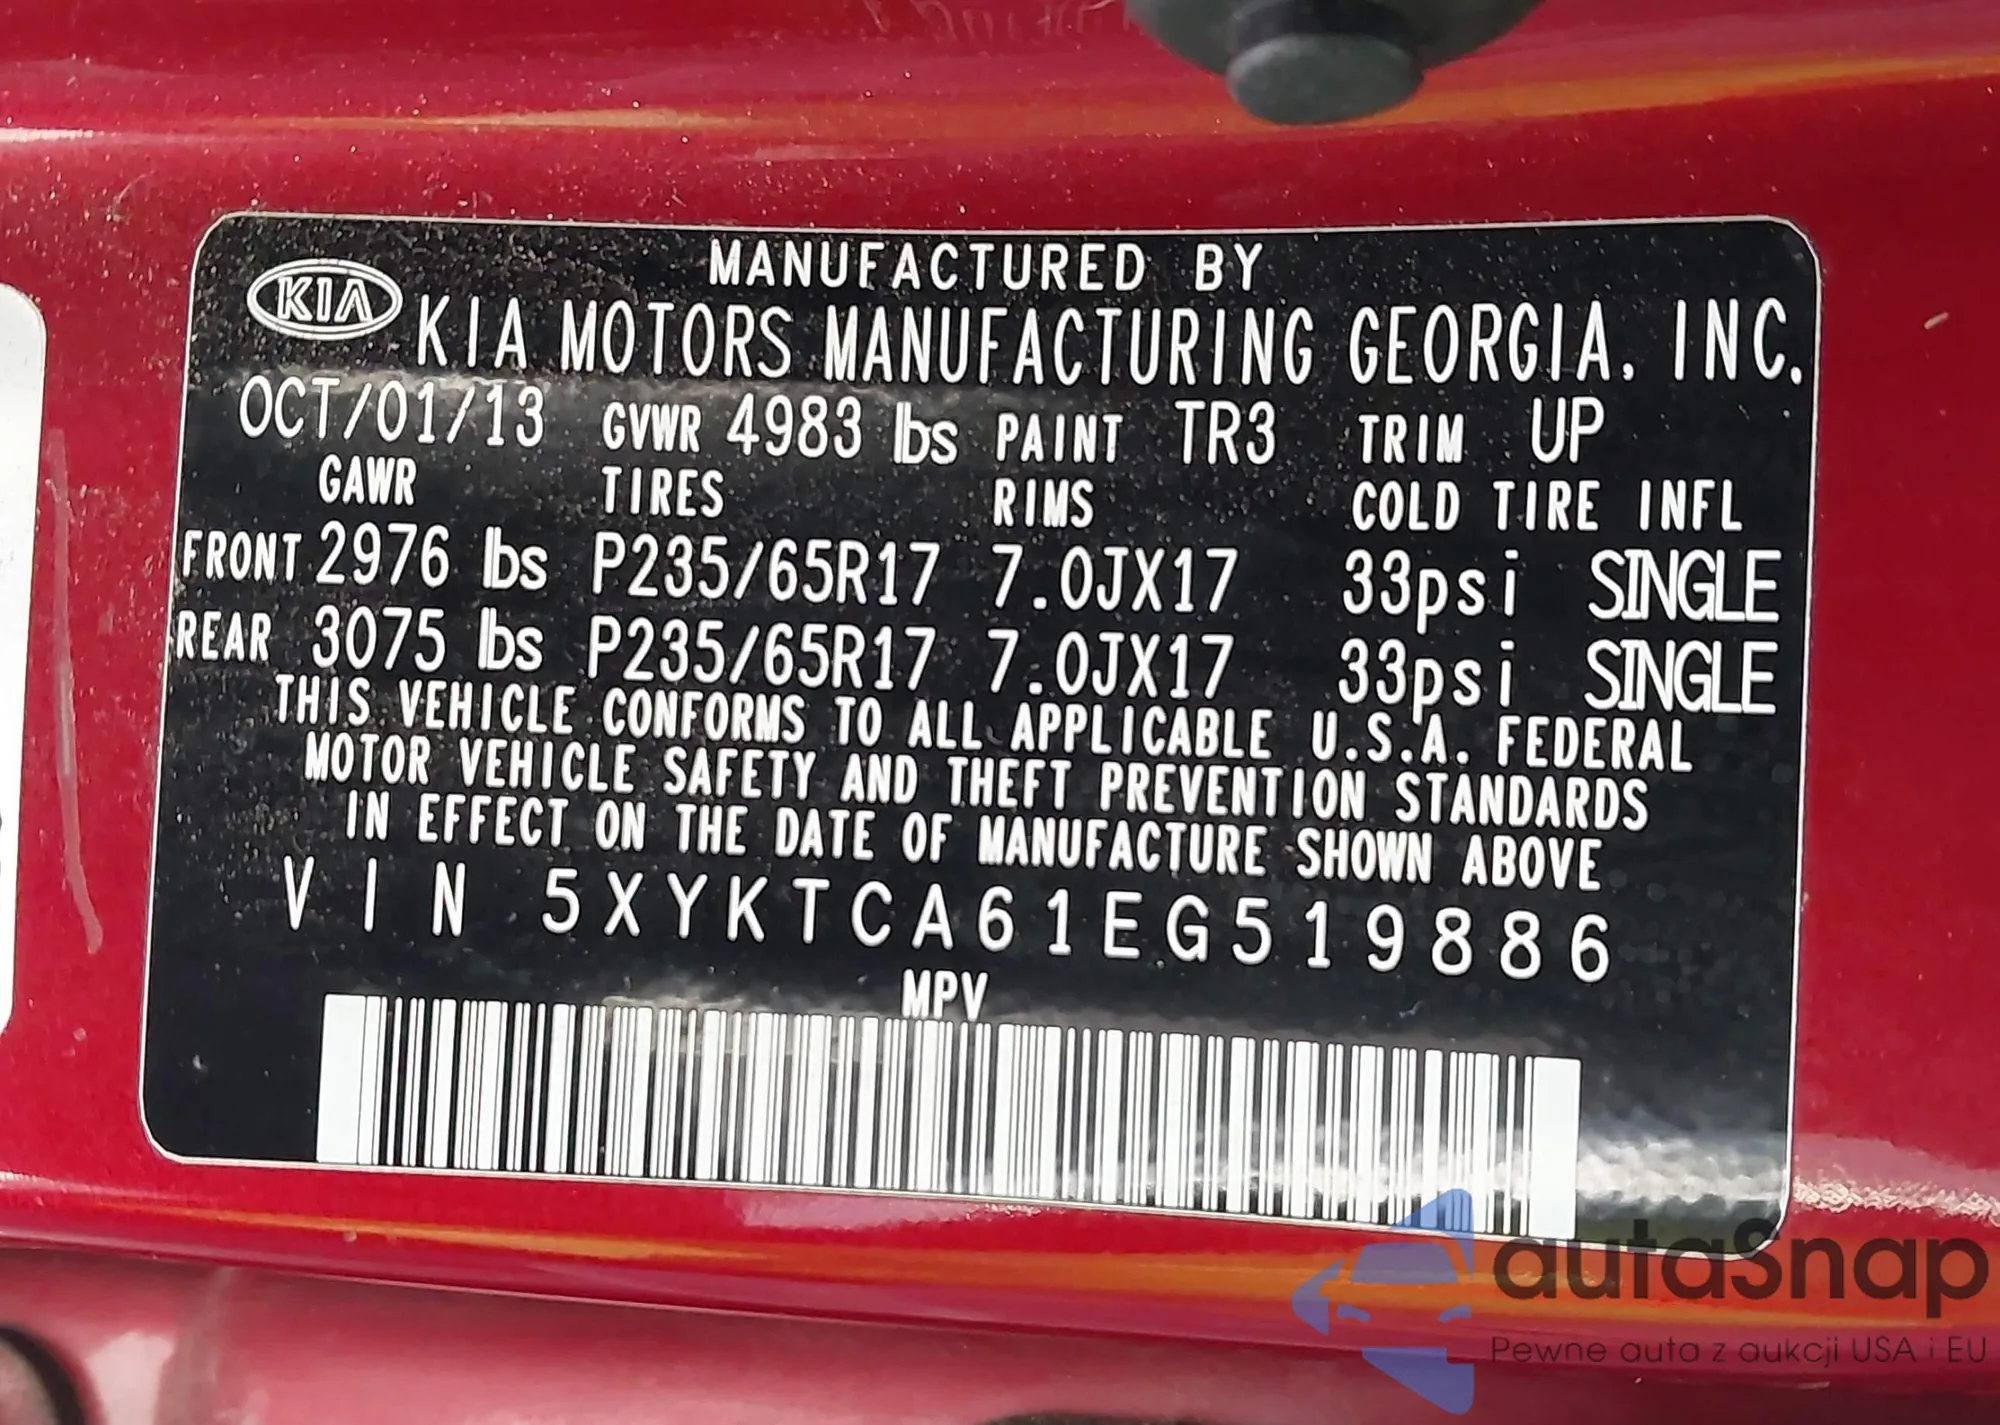 MANUFACTURED BY
KIA KIA MOTORS MANUFACTURING GEORGIA, INC.
OCT/01/13 GVWR 4983 lbs PAINT TR3 TRIM UP
GAWR TIRES RIMS COLD TIRE INFL
FRONT 2976 lbs P235/65R17 7.0JX17 33psi SINGLE
REAR 3075 lbs P235/65R17 7.0JX17 33psi SINGLE
THIS VEHICLE CONFORMS TO ALL APPLICABLE U.S.A. FEDERAL
MOTOR VEHICLE SAFETY AND THEFT PREVENTION STANDARDS
IN EFFECT ON THE DATE OF MANUFACTURE SHOWN ABOVE
VIN 5XYKTCA61EG519886
MPV
autaSnap
Pewne auta z aukcji USA i EU